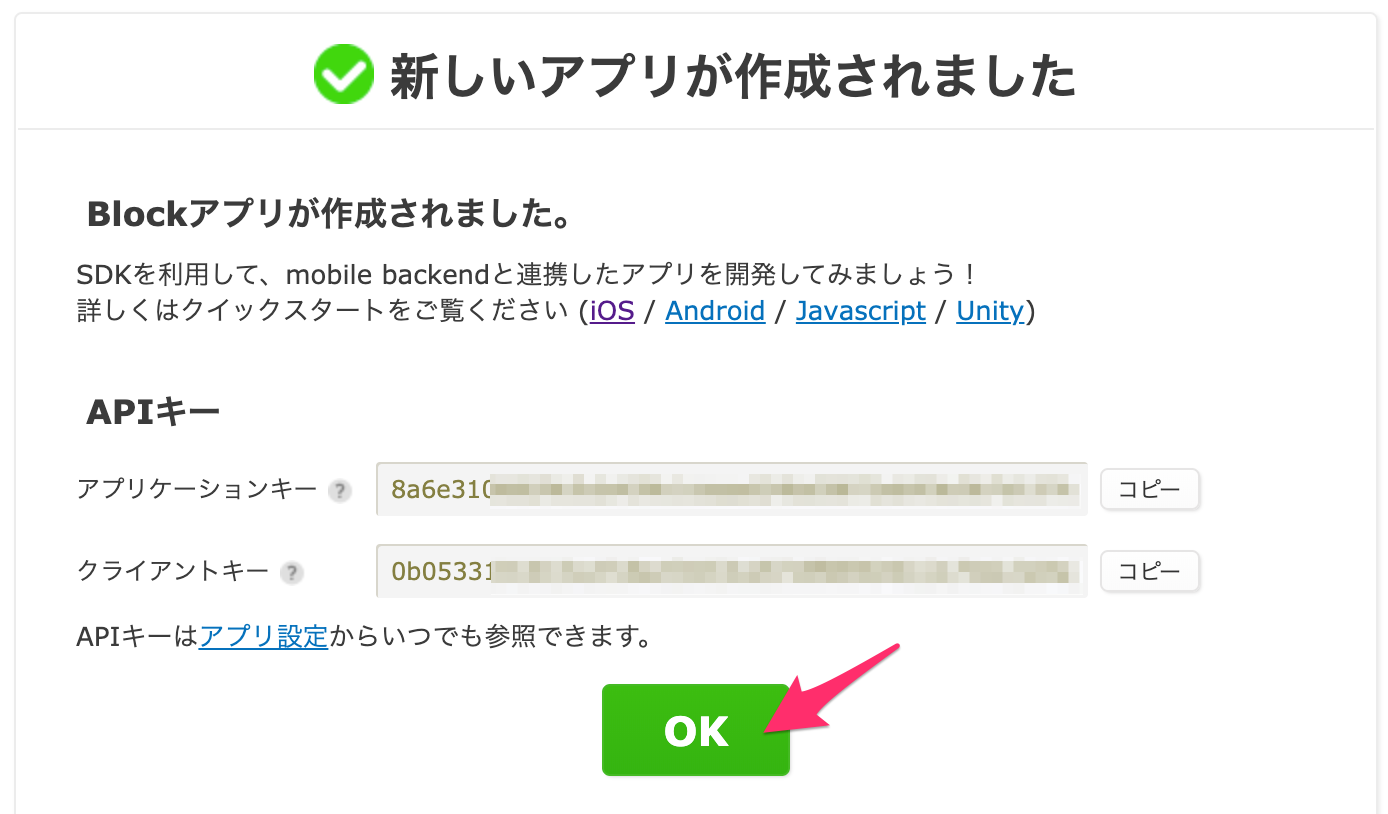 新しいアプリが作成されました
Blockアプリが作成されました。
SDKを利用して、mobile backendと連携したアプリを開発してみましょう！
詳しくはクイックスタートをご覧ください (iOS / Android / Javascript / Unity)
APIキー
アプリケーションキー ? 8a6e310 コピー
クライアントキー ? 0b05331 コピー
APIキーはアプリ設定からいつでも参照できます。
OK